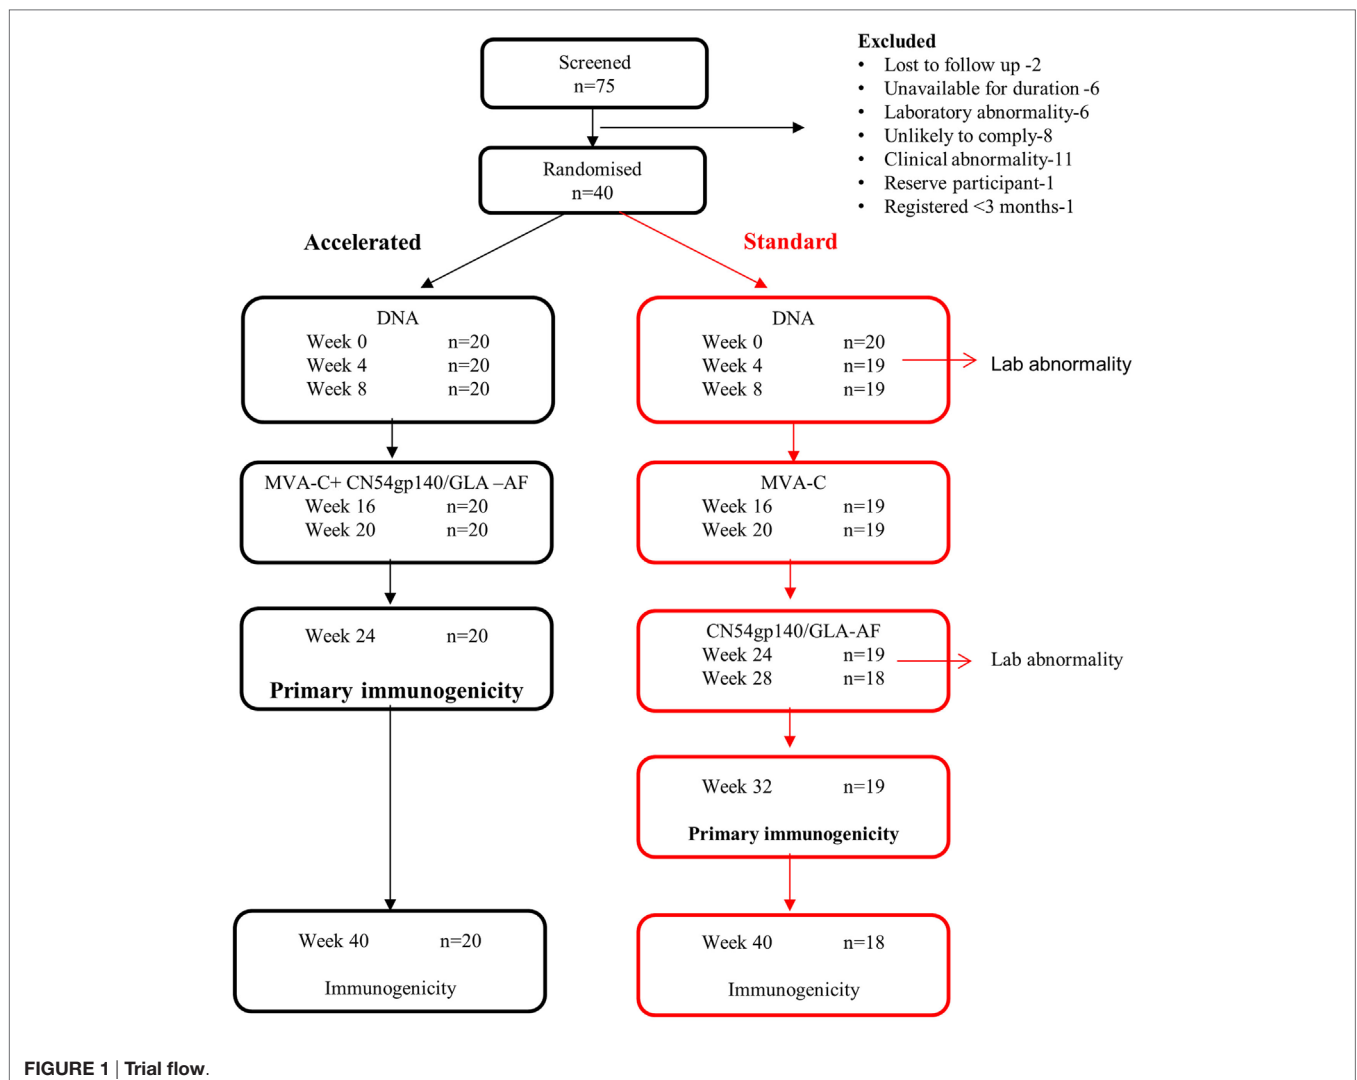 Screened
n=75
Excluded
• Lost to follow up -2
• Unavailable for duration -6
• Laboratory abnormality-6
• Unlikely to comply-8
• Clinical abnormality-11
• Reserve participant-1
• Registered <3 months-1
Randomised
n=40
Accelerated
Standard
DNA
Week 0 n=20
Week 4 n=20
Week 8 n=20
DNA
Week 0 n=20
Week 4 n=19
Week 8 n=19
Lab abnormality
MVA-C+ CN54gp140/GLA –AF
Week 16 n=20
Week 20 n=20
MVA-C
Week 16 n=19
Week 20 n=19
Week 24 n=20
Primary immunogenicity
CN54gp140/GLA-AF
Week 24 n=19
Week 28 n=18
Lab abnormality
Week 32 n=19
Primary immunogenicity
Week 40 n=20
Immunogenicity
Week 40 n=18
Immunogenicity
FIGURE 1 | Trial flow.